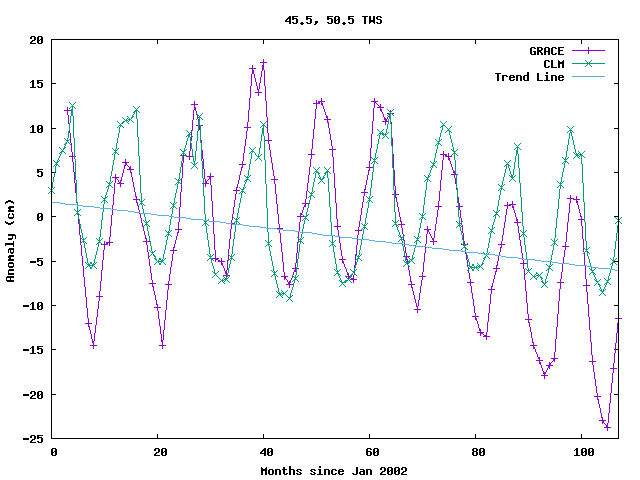 45.5, 50.5 TWS
GRACE
CLM
Trend Line
20
15
10
5
0
-5
-10
-15
-20
-25
Anomaly (cm)
0 20 40 60 80 100
Months since Jan 2002